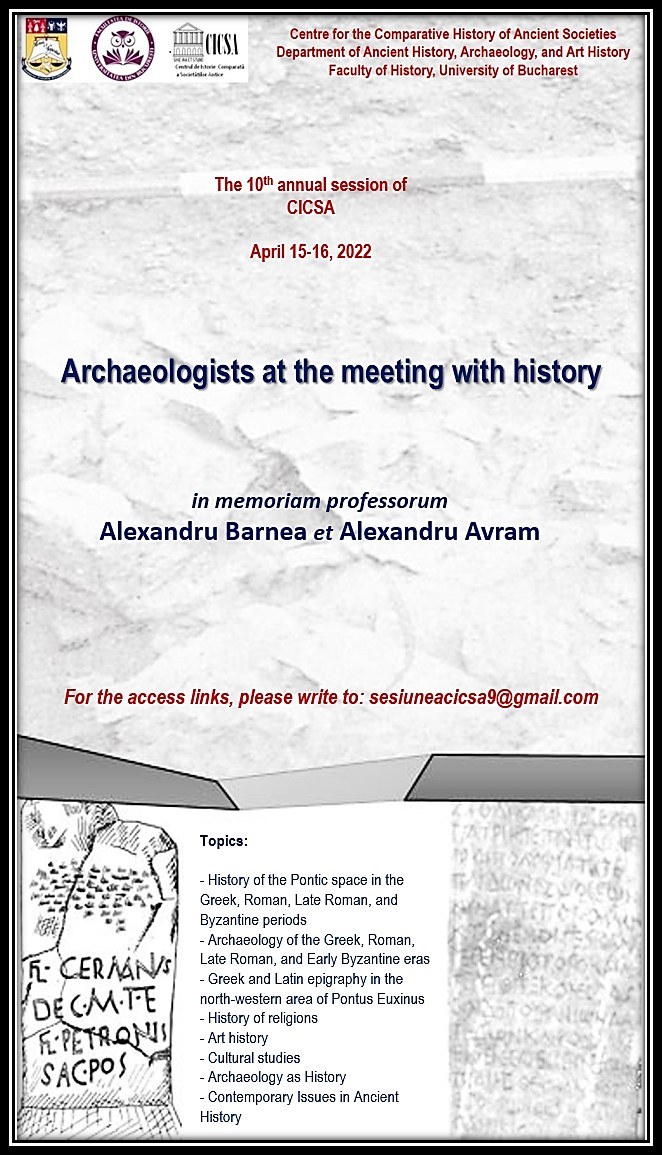 Centre for the Comparative History of Ancient Societies
Department of Ancient History, Archaeology, and Art History
Faculty of History, University of Bucharest
CICSA
Centrul de Istorie Comparată
a Societăților Antice
The 10th annual session of
CICSA
April 15-16, 2022
Archaeologists at the meeting with history
in memoriam professorum
Alexandru Barnea et Alexandru Avram
For the access links, please write to: sesiuneacicsa9@gmail.com
Topics:
- History of the Pontic space in the
Greek, Roman, Late Roman, and
Byzantine periods
- Archaeology of the Greek, Roman,
Late Roman, and Early Byzantine eras
- Greek and Latin epigraphy in the
north-western area of Pontus Euxinus
- History of religions
- Art history
- Cultural studies
- Archaeology as History
- Contemporary Issues in Ancient
History
FL· CERMANVS
DEC·M·T·E
FL·PETRONIS
SACPOS